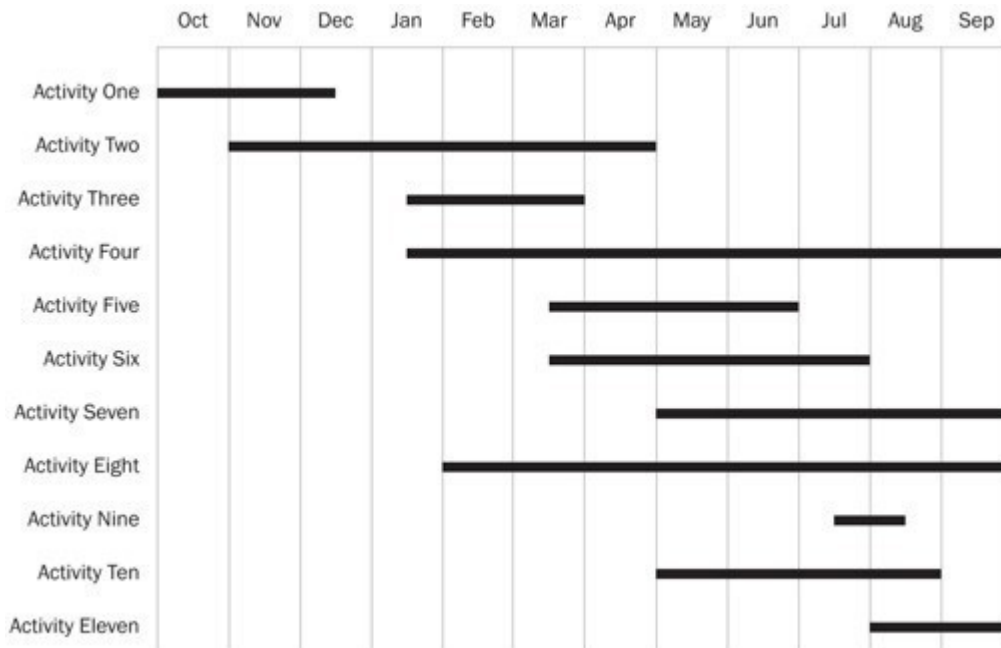 Oct Nov Dec Jan Feb Mar Apr May Jun Jul Aug Sep
Activity One
Activity Two
Activity Three
Activity Four
Activity Five
Activity Six
Activity Seven
Activity Eight
Activity Nine
Activity Ten
Activity Eleven